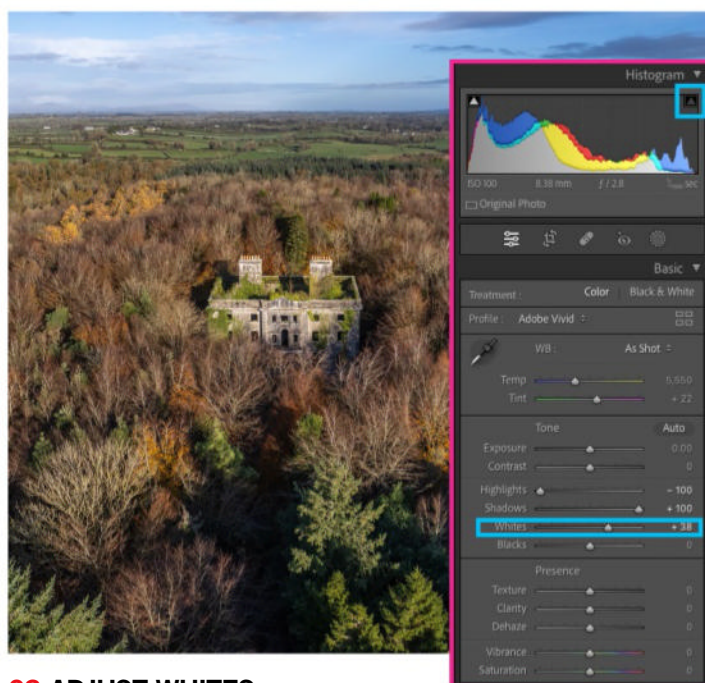 Histogram
ISO 100 8.38 mm f / 2.8 sec
Original Photo
Basic
Treatment : Color Black & White
Profile : Adobe Vivid
WB : As Shot
Temp 5,550
Tint + 22
Tone Auto
Exposure 0.00
Contrast 0
Highlights – 100
Shadows + 100
Whites + 38
Blacks 0
Presence
Texture 0
Clarity 0
Dehaze 0
Vibrance 0
Saturation 0
ADJUST WHITES